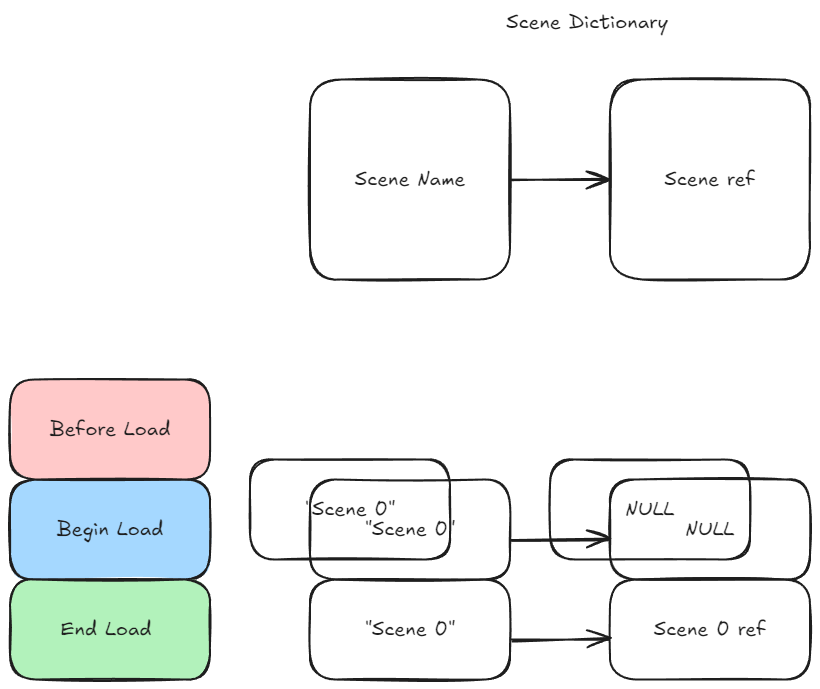 Scene Dictionary
Scene Name
Scene ref
Before Load
Begin Load
"Scene 0"
"Scene 0"
NULL
NULL
End Load
"Scene 0"
Scene 0 ref